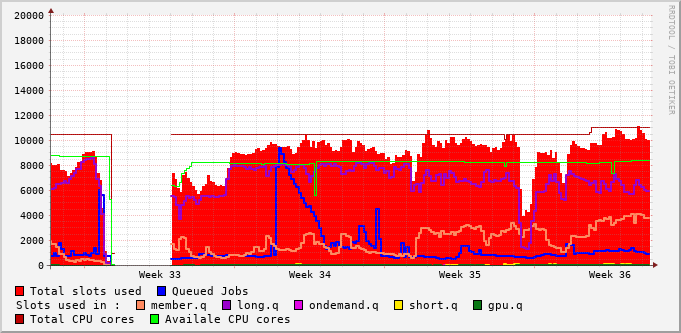 20000
18000
16000
14000
12000
10000
8000
6000
4000
2000
0
Week 33 Week 34 Week 35 Week 36
RRDTOOL / TOBI OETIKER
Total slots used Queued Jobs
Slots used in : member.q long.q ondemand.q short.q gpu.q
Total CPU cores Availale CPU cores